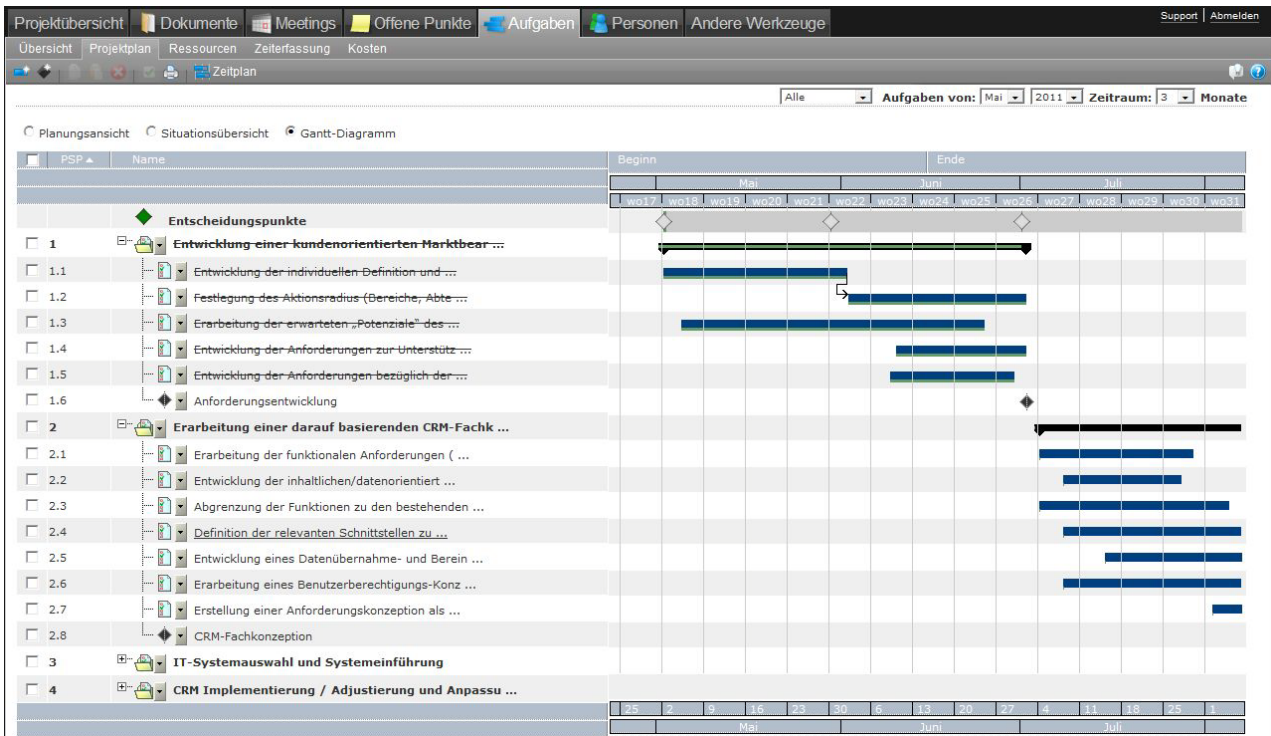 Projektübersicht Dokumente Meetings Offene Punkte Aufgaben Personen Andere Werkzeuge Support Abmelden
Übersicht Projektplan Ressourcen Zeiterfassung Kosten
Zeitplan
Alle Aufgaben von: Mai 2011 Zeitraum: 3 Monate
Planungsansicht Situationsübersicht Gantt-Diagramm
PSP Name Beginn Ende
Mai Juni Juli
wo17 wo18 wo19 wo20 wo21 wo22 wo23 wo24 wo25 wo26 wo27 wo28 wo29 wo30 wo31
Entscheidungspunkte
1 Entwicklung einer kundenorientierten Marktbear ...
1.1 Entwicklung der individuellen Definition und ...
1.2 Festlegung des Aktionsradius (Bereiche, Abte ...
1.3 Erarbeitung der erwarteten „Potenziale" des ...
1.4 Entwicklung der Anforderungen zur Unterstütz ...
1.5 Entwicklung der Anforderungen bezüglich der ...
1.6 Anforderungsentwicklung
2 Erarbeitung einer darauf basierenden CRM-Fachk ...
2.1 Erarbeitung der funktionalen Anforderungen ( ...
2.2 Entwicklung der inhaltlichen/datenorientiert ...
2.3 Abgrenzung der Funktionen zu den bestehenden ...
2.4 Definition der relevanten Schnittstellen zu ...
2.5 Entwicklung eines Datenübernahme- und Berein ...
2.6 Erarbeitung eines Benutzerberechtigungs-Konz ...
2.7 Erstellung einer Anforderungskonzeption als ...
2.8 CRM-Fachkonzeption
3 IT-Systemauswahl und Systemeinführung
4 CRM Implementierung / Adjustierung und Anpassu ...
25 2 9 16 23 30 6 13 20 27 4 11 18 25 1
Mai Juni Juli